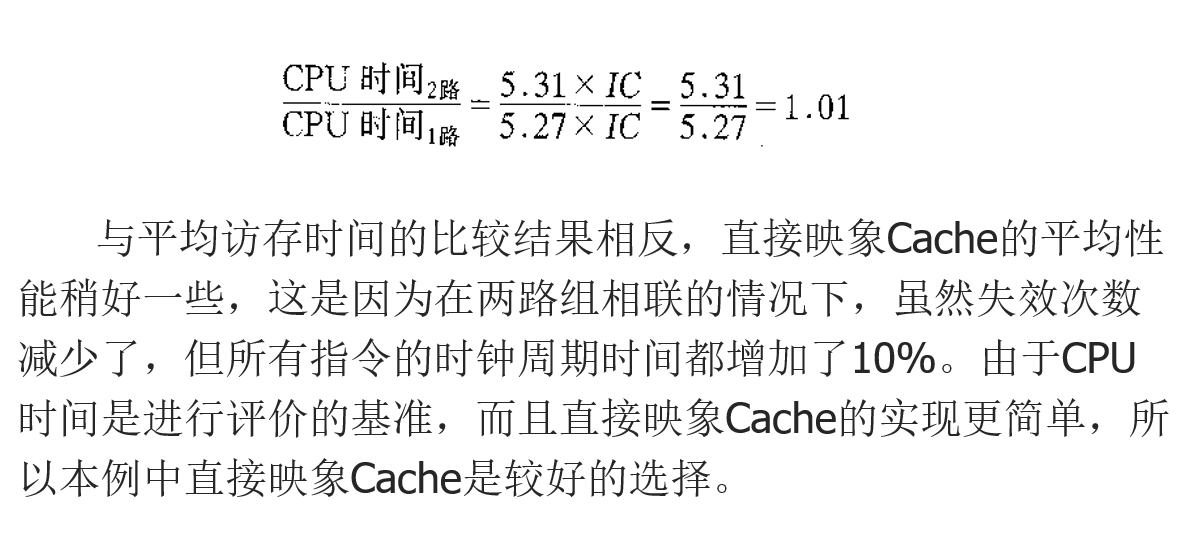 CPU 时间2路 / CPU 时间1路 = 5.31 × IC / 5.27 × IC = 5.31 / 5.27 = 1.01
与平均访存时间的比较结果相反，直接映象Cache的平均性
能稍好一些，这是因为在两路组相联的情况下，虽然失效次数
减少了，但所有指令的时钟周期时间都增加了10%。由于CPU
时间是进行评价的基准，而且直接映象Cache的实现更简单，所
以本例中直接映象Cache是较好的选择。